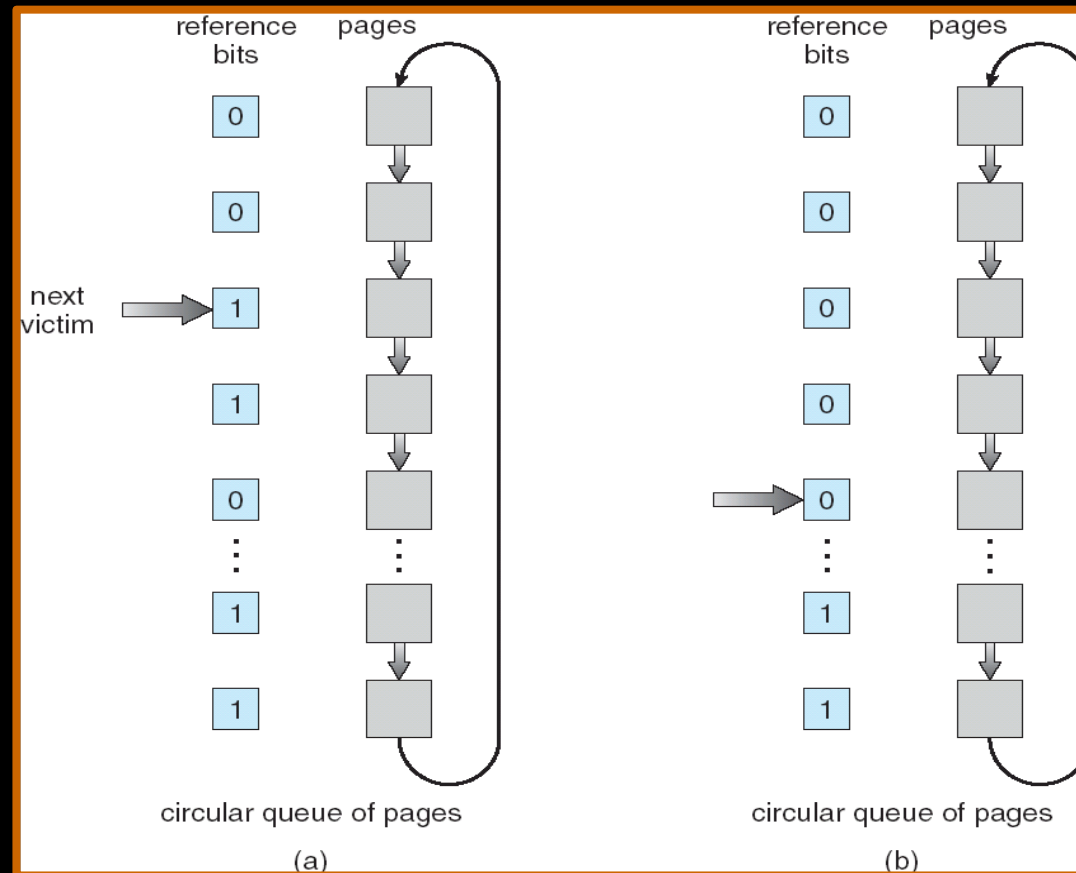 reference bits
pages
0
0
next victim
1
1
0
1
1
circular queue of pages
(a)
reference bits
pages
0
0
0
0
0
1
1
circular queue of pages
(b)